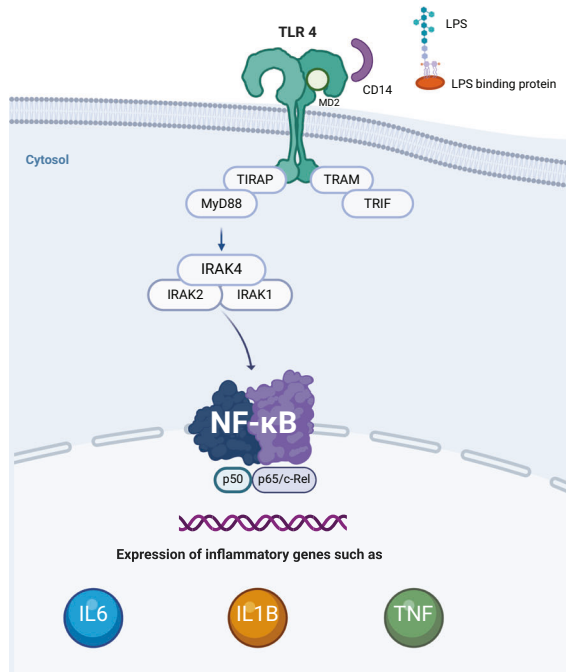 TLR 4
LPS
LPS binding protein
CD14
MD2
Cytosol
TIRAP
TRAM
MyD88
TRIF
IRAK4
IRAK2
IRAK1
NF-κB
p50
p65/c-Rel
Expression of inflammatory genes such as
IL6
IL1B
TNF